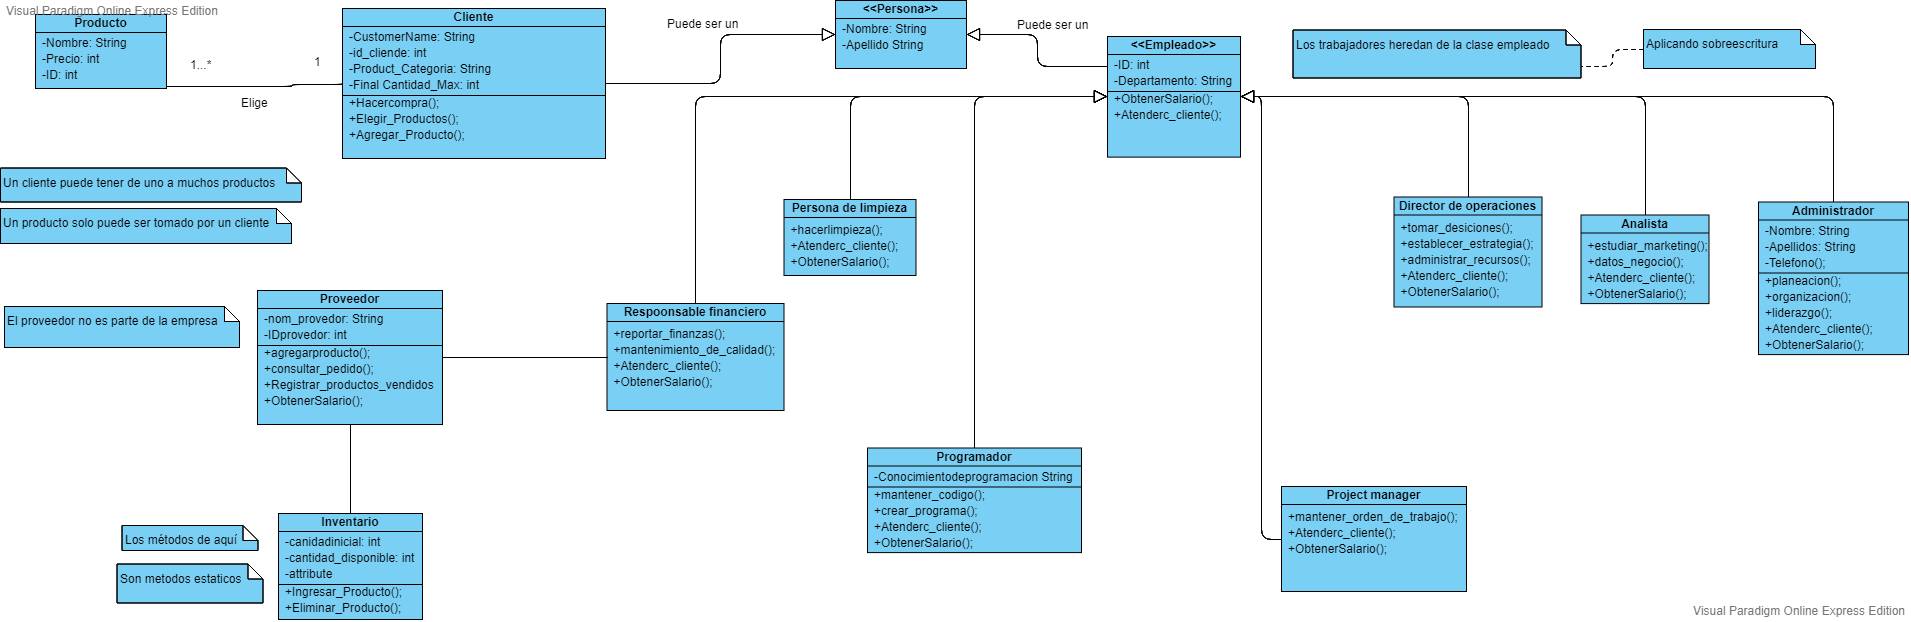 Visual Paradigm Online Express Edition
Producto
-Nombre: String
-Precio: int
-ID: int
1...*
1
Elige
Cliente
-CustomerName: String
-id_cliende: int
-Product_Categoria: String
-Final Cantidad_Max: int
+Hacercompra();
+Elegir_Productos();
+Agregar_Producto();
Puede ser un
<<Persona>>
-Nombre: String
-Apellido String
Puede ser un
<<Empleado>>
-ID: int
-Departamento: String
+ObtenerSalario();
+Atenderc_cliente();
Los trabajadores heredan de la clase empleado
Aplicando sobreescritura
Un cliente puede tener de uno a muchos productos
Un producto solo puede ser tomado por un cliente
Persona de limpieza
+hacerlimpieza();
+Atenderc_cliente();
+ObtenerSalario();
Director de operaciones
+tomar_desiciones();
+establecer_estrategia();
+administrar_recursos();
+Atenderc_cliente();
+ObtenerSalario();
Analista
+estudiar_marketing();
+datos_negocio();
+Atenderc_cliente();
+ObtenerSalario();
Administrador
-Nombre: String
-Apellidos: String
-Telefono();
+planeacion();
+organizacion();
+liderazgo();
+Atenderc_cliente();
+ObtenerSalario();
El proveedor no es parte de la empresa
Proveedor
-nom_provedor: String
-IDprovedor: int
+agregarproducto();
+consultar_pedido();
+Registrar_productos_vendidos
+ObtenerSalario();
Respoonsable financiero
+reportar_finanzas();
+mantenimiento_de_calidad();
+Atenderc_cliente();
+ObtenerSalario();
Programador
-Conocimientodeprogramacion String
+mantener_codigo();
+crear_programa();
+Atenderc_cliente();
+ObtenerSalario();
Project manager
+mantener_orden_de_trabajo();
+Atenderc_cliente();
+ObtenerSalario();
Los métodos de aquí
Son metodos estaticos
Inventario
-canidadinicial: int
-cantidad_disponible: int
-attribute
+Ingresar_Producto();
+Eliminar_Producto();
Visual Paradigm Online Express Edition